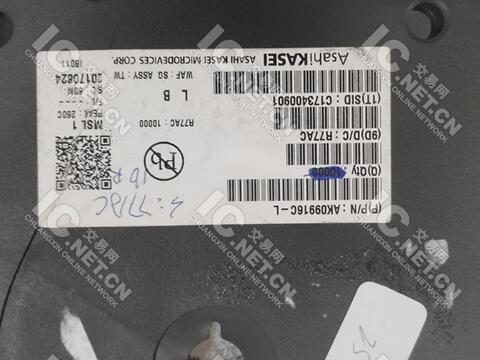 AsahiKASEI ASAHI KASEI MICRODEVICES CORP.
WAF: SG ASSY: TW
L B
R77AC: 10000
(1T)SID : C173400901
(9D)D/C : R77AC
(Q)Qty : 10000
(P)P/N : AK09916C-L
Pb
20170824
MSL 1
PEAK : 260C
IC.NET.CN
交易网
ONLINE NETWORK